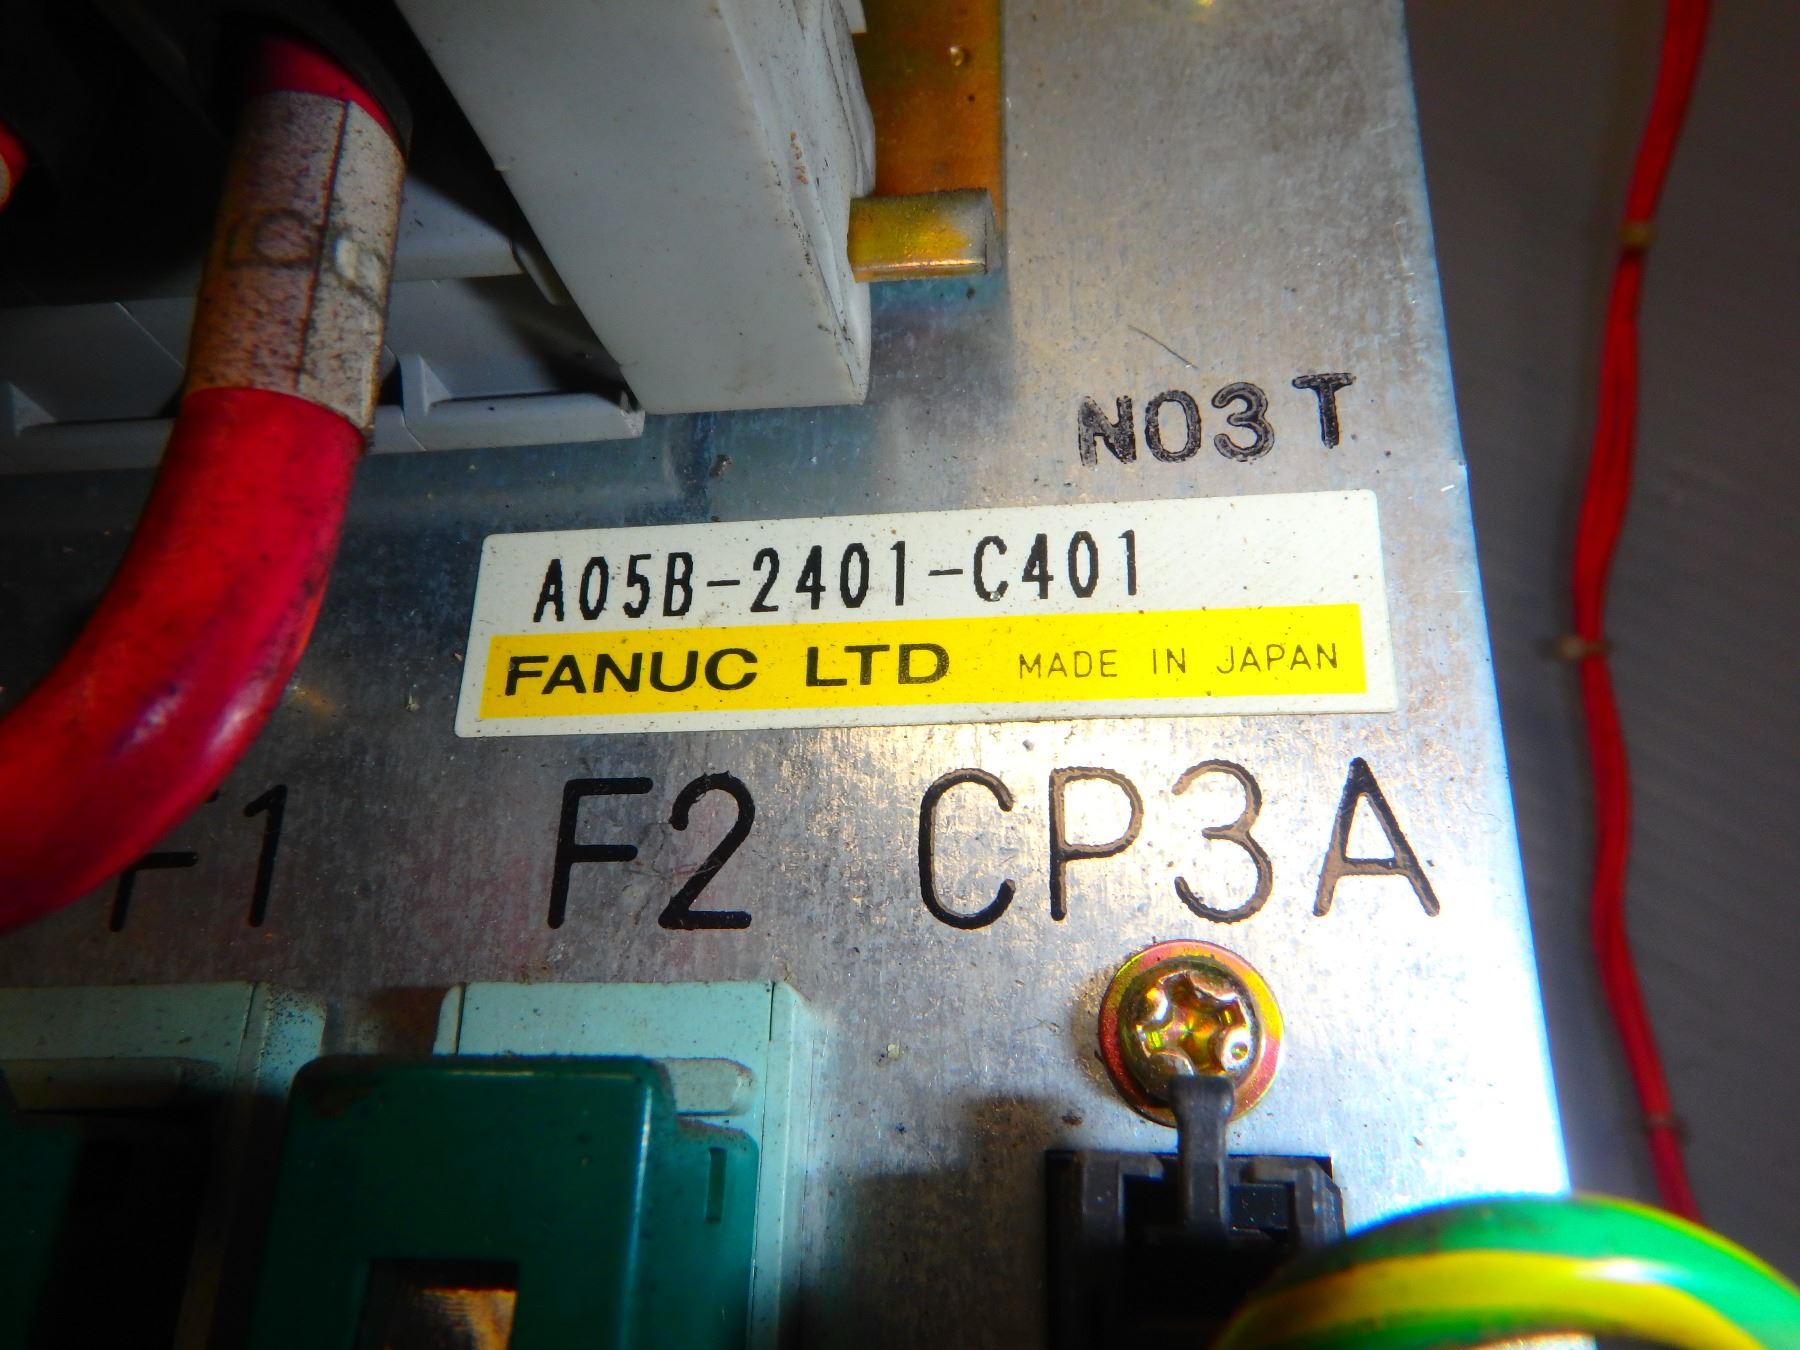 N03T
A05B-2401-C401
FANUC LTD MADE IN JAPAN
F1 F2 CP3A